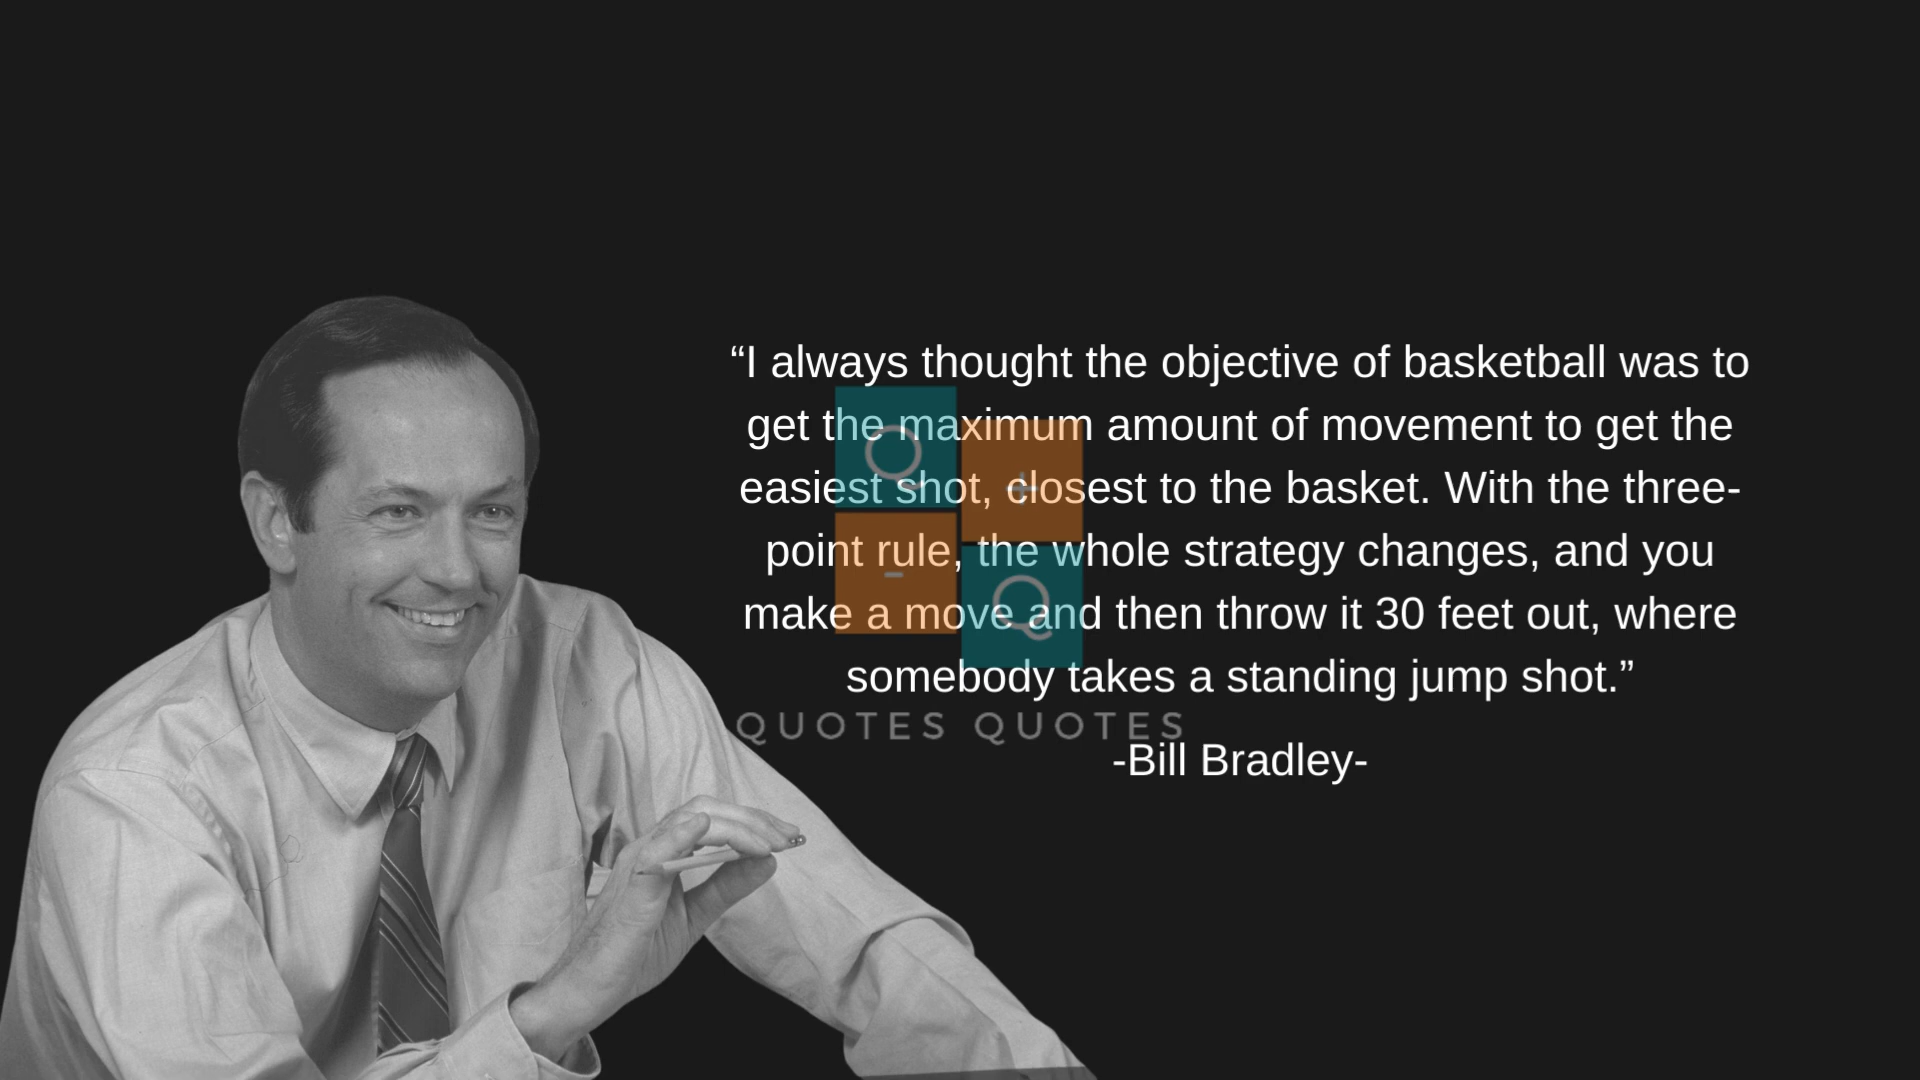 “I always thought the objective of basketball was to
get the maximum amount of movement to get the
easiest shot, closest to the basket. With the three-
point rule, the whole strategy changes, and you
make a move and then throw it 30 feet out, where
somebody takes a standing jump shot.”
-Bill Bradley-
Q
+
-
Q
QUOTES QUOTES